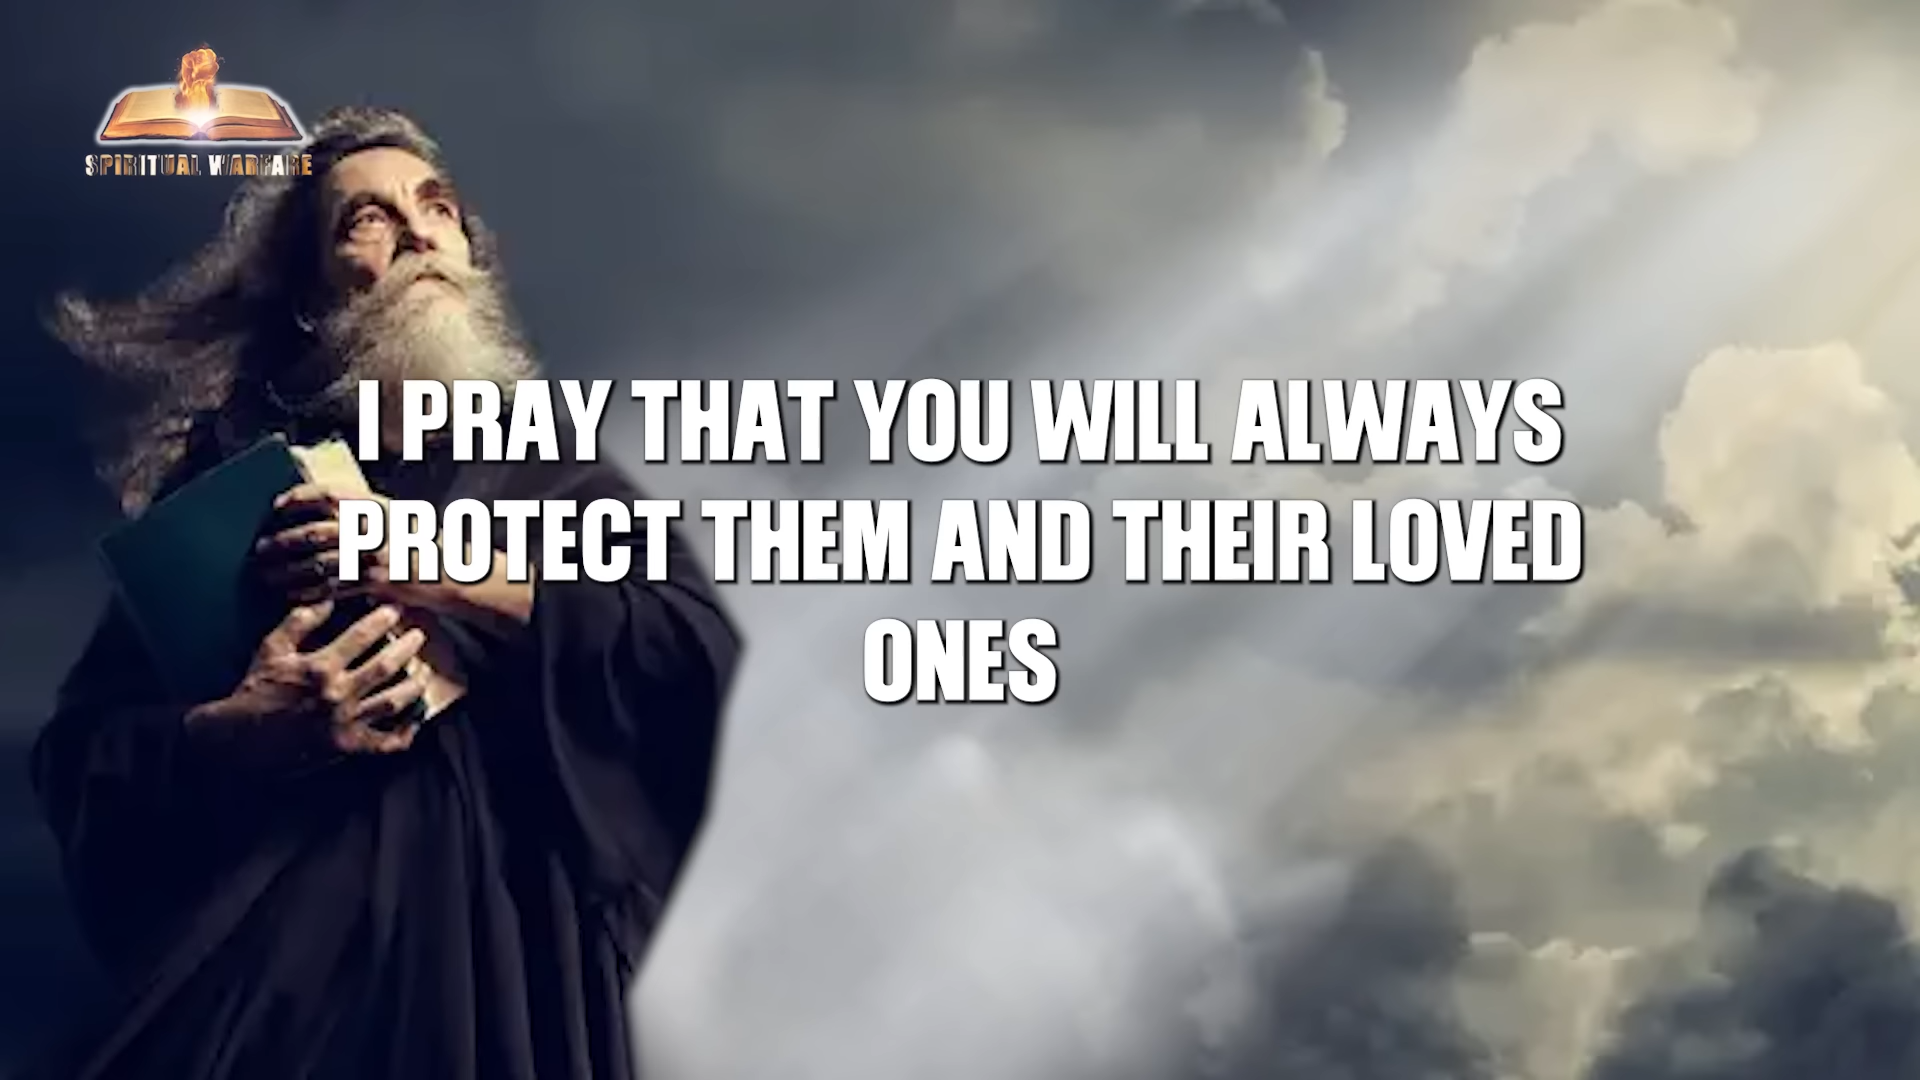 SPIRITUAL WARFARE
I PRAY THAT YOU WILL ALWAYS
PROTECT THEM AND THEIR LOVED
ONES